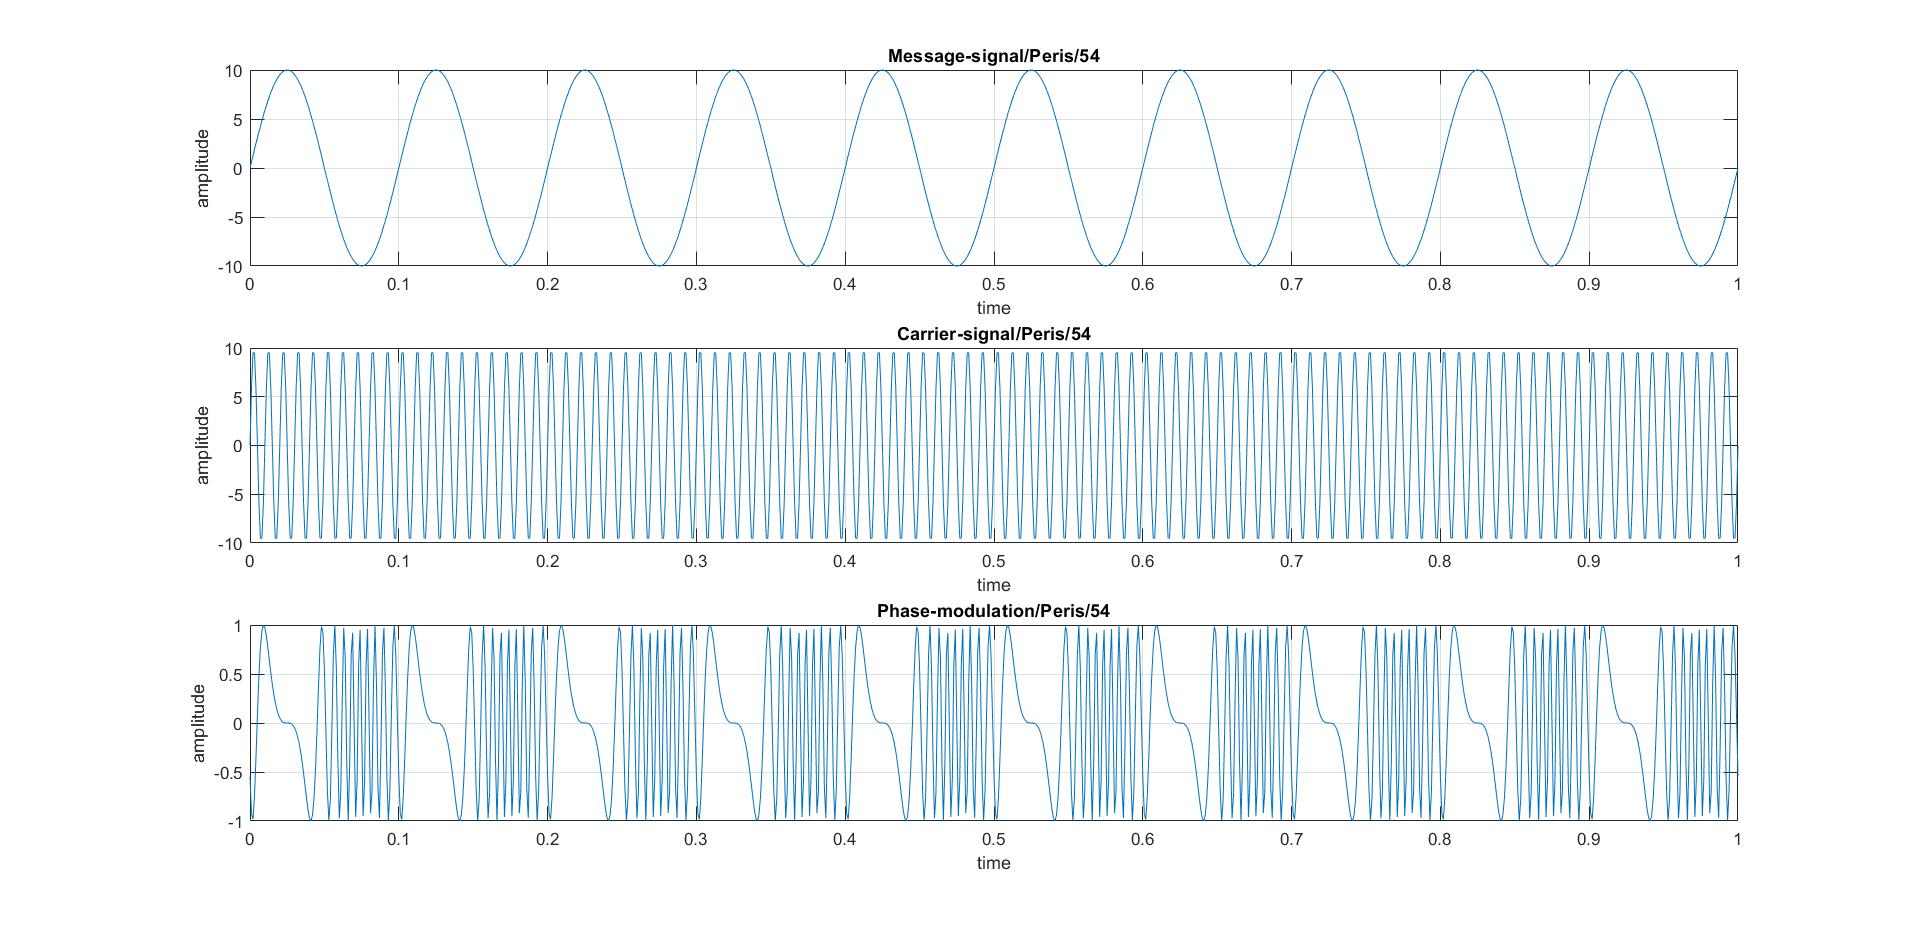 Message-signal/Peris/54
10
5
0
-5
-10
amplitude
0 0.1 0.2 0.3 0.4 0.5 0.6 0.7 0.8 0.9 1
time
Carrier-signal/Peris/54
10
5
0
-5
-10
amplitude
0 0.1 0.2 0.3 0.4 0.5 0.6 0.7 0.8 0.9 1
time
Phase-modulation/Peris/54
1
0.5
0
-0.5
-1
amplitude
0 0.1 0.2 0.3 0.4 0.5 0.6 0.7 0.8 0.9 1
time